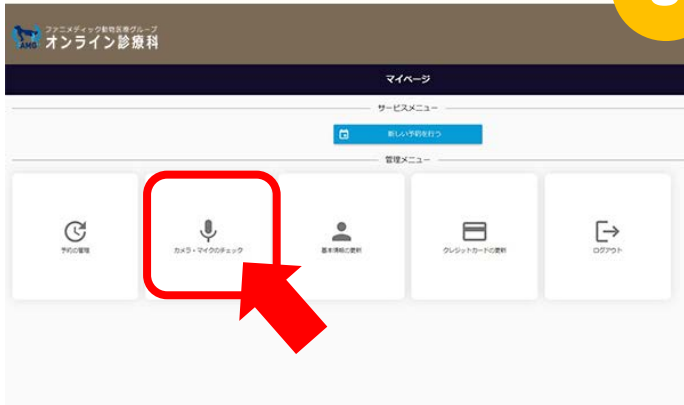 ファニメディック動物医療グループ
AMG
オンライン診療科
マイページ
サービスメニュー
新しい予約を行う
管理メニュー
予約の管理
カメラ・マイクのチェック
基本情報の更新
クレジットカードの更新
ログアウト